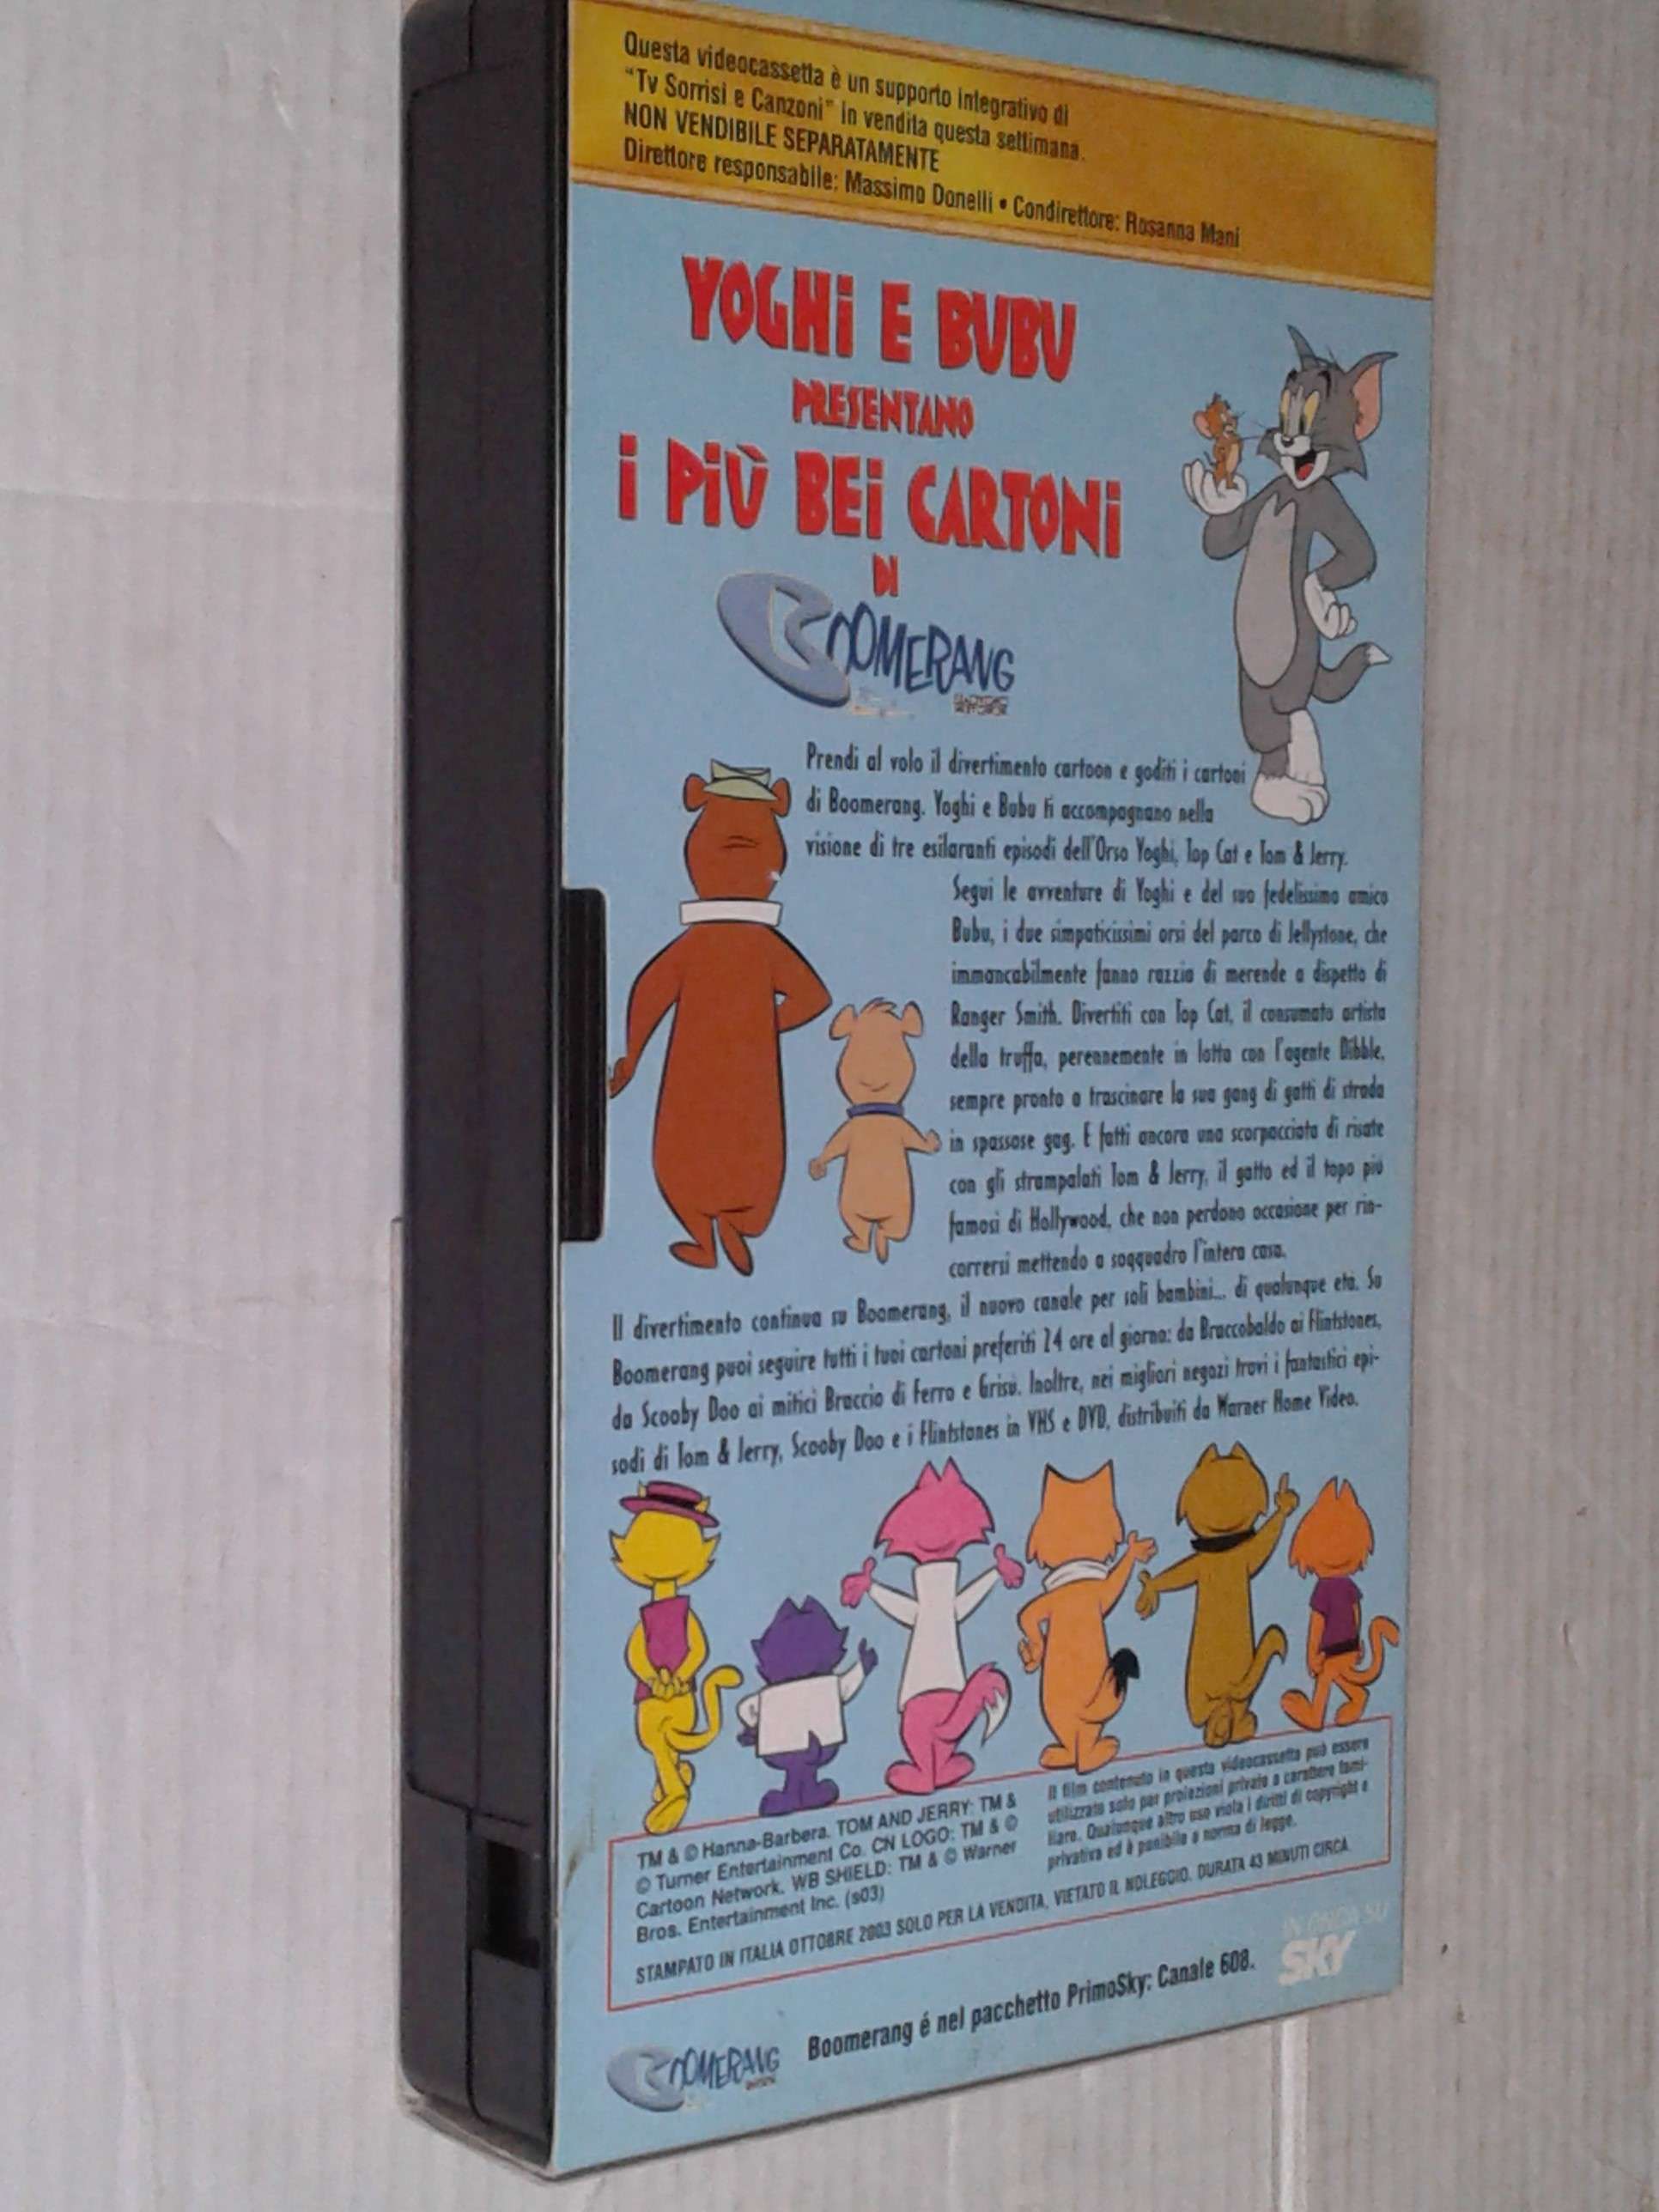 Questa videocassetta è un supporto integrativo di
"Tv Sorrisi e Canzoni" in vendita questa settimana.
NON VENDIBILE SEPARATAMENTE
Direttore responsabile: Massimo Donelli • Condirettore: Rosanna Mani
YOGHi E BUBU
PRESENTANO
i PiÙ BEi CARTONi
DI
BOOMERANG
Prendi al volo il divertimento cartoon e goditi i cartoni
di Boomerang. Yoghi e Bubu ti accompagnano nella
visione di tre esilaranti episodi dell'Orso Yoghi, Top Cat e Tom & Jerry.
Segui le avventure di Yoghi e del suo fedelissimo amico
Bubu, i due simpaticissimi orsi del parco di Jellystone, che
immancabilmente fanno razzia di merende a dispetto di
Ranger Smith. Divertiti con Top Cat, il consumato artista
della truffa, perennemente in lotta con l'agente Dibble,
sempre pronto a trascinare la sua gang di gatti di strada
in spassose gag. E fatti ancora una scorpacciata di risate
con gli strampalati Tom & Jerry, il gatto ed il topo più
famosi di Hollywood, che non perdono occasione per rin-
corrersi mettendo a soqquadro l'intera casa.
Il divertimento continua su Boomerang, il nuovo canale per soli bambini... di qualunque età. Su
Boomerang puoi seguire tutti i tuoi cartoni preferiti 24 ore al giorno: da Braccobaldo ai Flintstones,
da Scooby Doo ai mitici Braccio di Ferro e Grisù. Inoltre, nei migliori negozi trovi i fantastici epi-
sodi di Tom & Jerry, Scooby Doo e i Flintstones in VHS e DVD, distribuiti da Warner Home Video.
TM & © Hanna-Barbera. TOM AND JERRY: TM &
© Turner Entertainment Co. CN LOGO: TM & ©
Cartoon Network. WB SHIELD: TM & © Warner
Bros. Entertainment Inc. (s03)
Il film contenuto in questa videocassetta può essere
utilizzato solo per proiezioni private a carattere fami-
liare. Qualunque altro uso viola i diritti di copyright e
privativa ed è punibile a norma di legge.
STAMPATO IN ITALIA OTTOBRE 2003 SOLO PER LA VENDITA, VIETATO IL NOLEGGIO. DURATA 43 MINUTI CIRCA
IN ONDA SU
SKY
BOOMERANG
Boomerang é nel pacchetto PrimoSky: Canale 608.